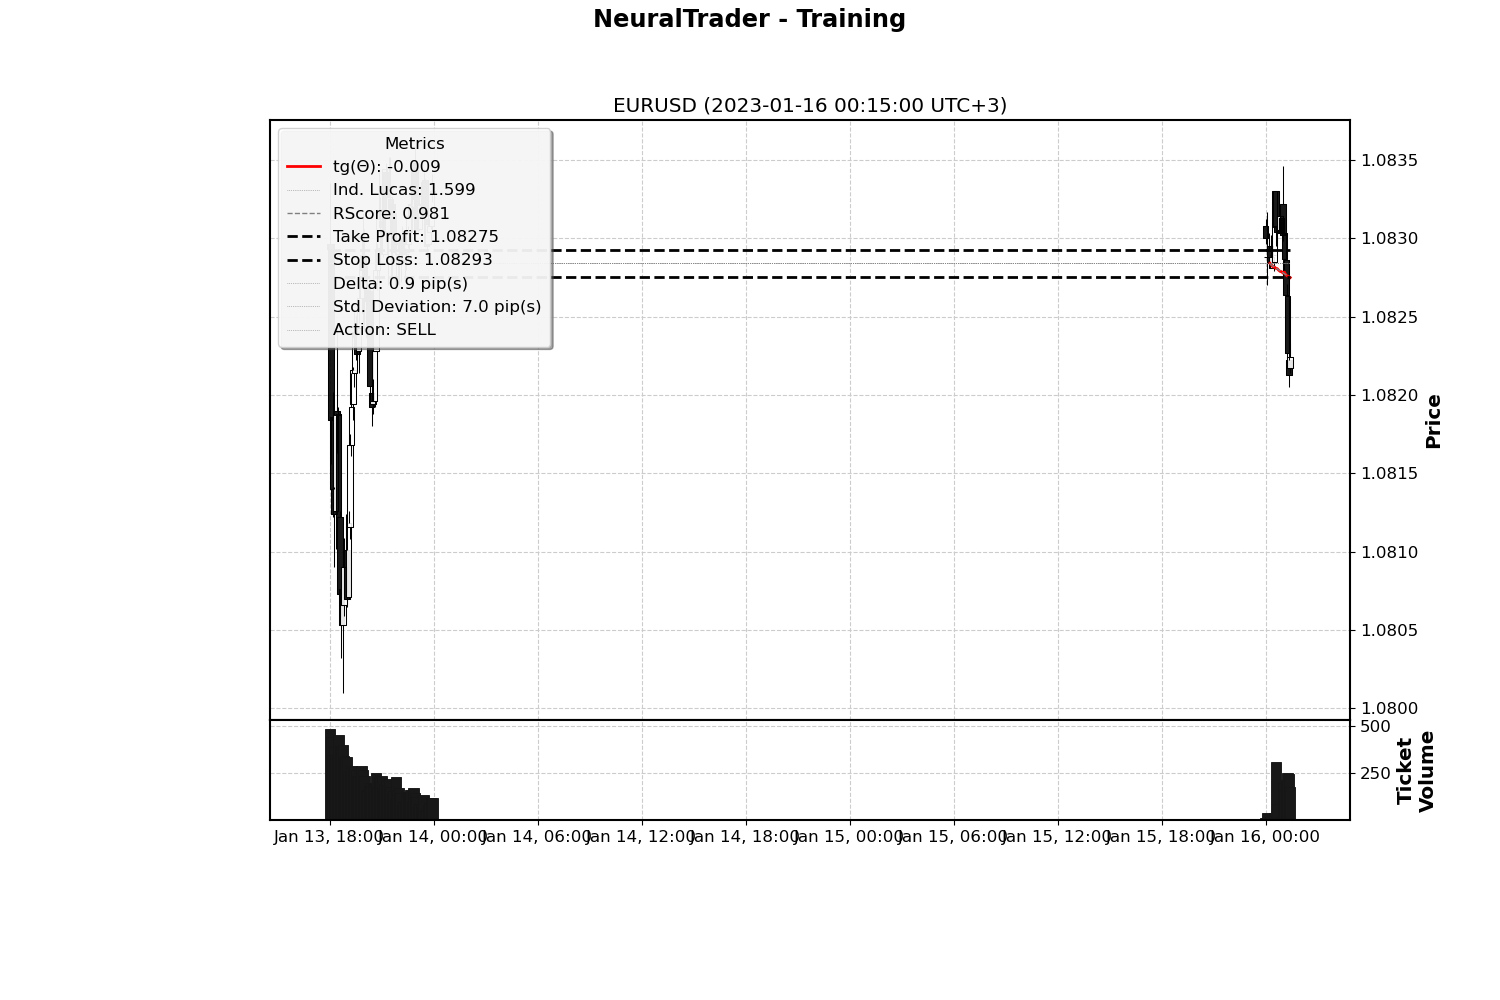 NeuralTrader - Training
EURUSD (2023-01-16 00:15:00 UTC+3)
Metrics
tg(Θ): -0.009
Ind. Lucas: 1.599
RScore: 0.981
Take Profit: 1.08275
Stop Loss: 1.08293
Delta: 0.9 pip(s)
Std. Deviation: 7.0 pip(s)
Action: SELL
1.0835
1.0830
1.0825
1.0820
1.0815
1.0810
1.0805
1.0800
Price
500
250
Ticket
Volume
Jan 13, 18:00 Jan 14, 00:00 Jan 14, 06:00 Jan 14, 12:00 Jan 14, 18:00 Jan 15, 00:00 Jan 15, 06:00 Jan 15, 12:00 Jan 15, 18:00 Jan 16, 00:00